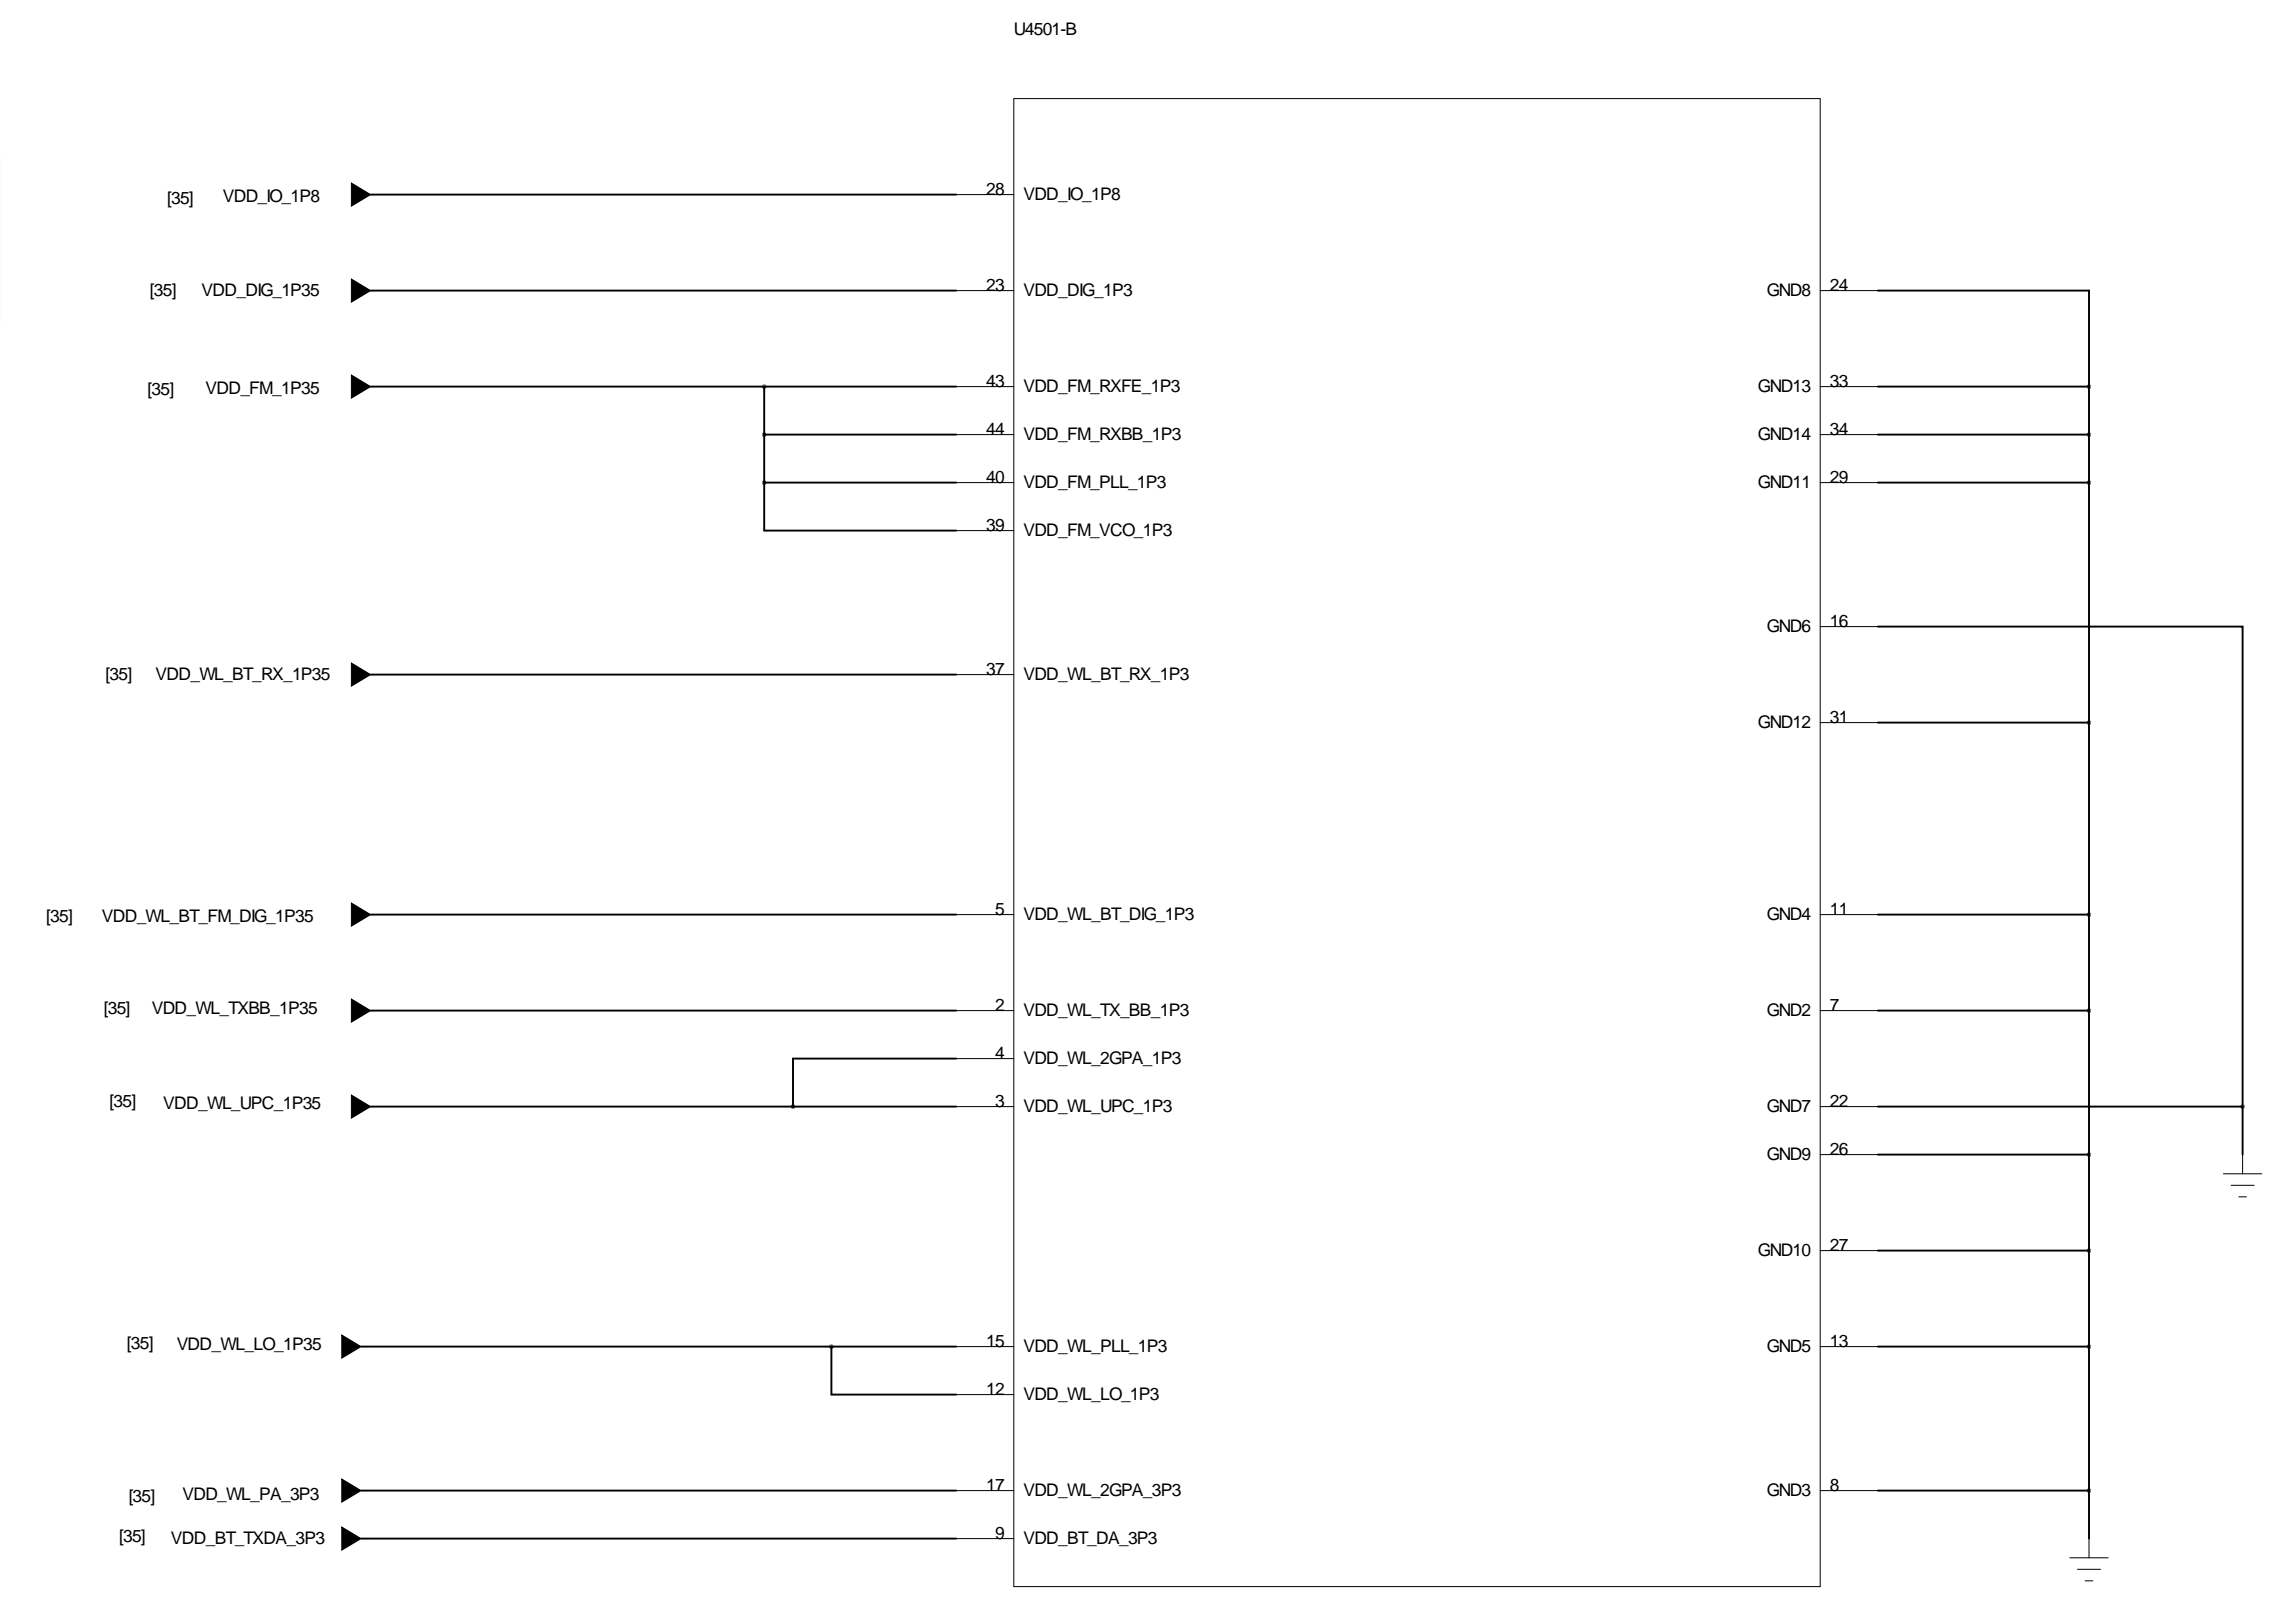 U4501-B
[35] VDD_IO_1P8 28 VDD_IO_1P8
[35] VDD_DIG_1P35 23 VDD_DIG_1P3 GND8 24
[35] VDD_FM_1P35 43 VDD_FM_RXFE_1P3 GND13 33
44 VDD_FM_RXBB_1P3 GND14 34
40 VDD_FM_PLL_1P3 GND11 29
39 VDD_FM_VCO_1P3
GND6 16
[35] VDD_WL_BT_RX_1P35 37 VDD_WL_BT_RX_1P3
GND12 31
[35] VDD_WL_BT_FM_DIG_1P35 5 VDD_WL_BT_DIG_1P3 GND4 11
[35] VDD_WL_TXBB_1P35 2 VDD_WL_TX_BB_1P3 GND2 7
4 VDD_WL_2GPA_1P3
[35] VDD_WL_UPC_1P35 3 VDD_WL_UPC_1P3 GND7 22
GND9 26
GND10 27
[35] VDD_WL_LO_1P35 15 VDD_WL_PLL_1P3 GND5 13
12 VDD_WL_LO_1P3
[35] VDD_WL_PA_3P3 17 VDD_WL_2GPA_3P3 GND3 8
[35] VDD_BT_TXDA_3P3 9 VDD_BT_DA_3P3